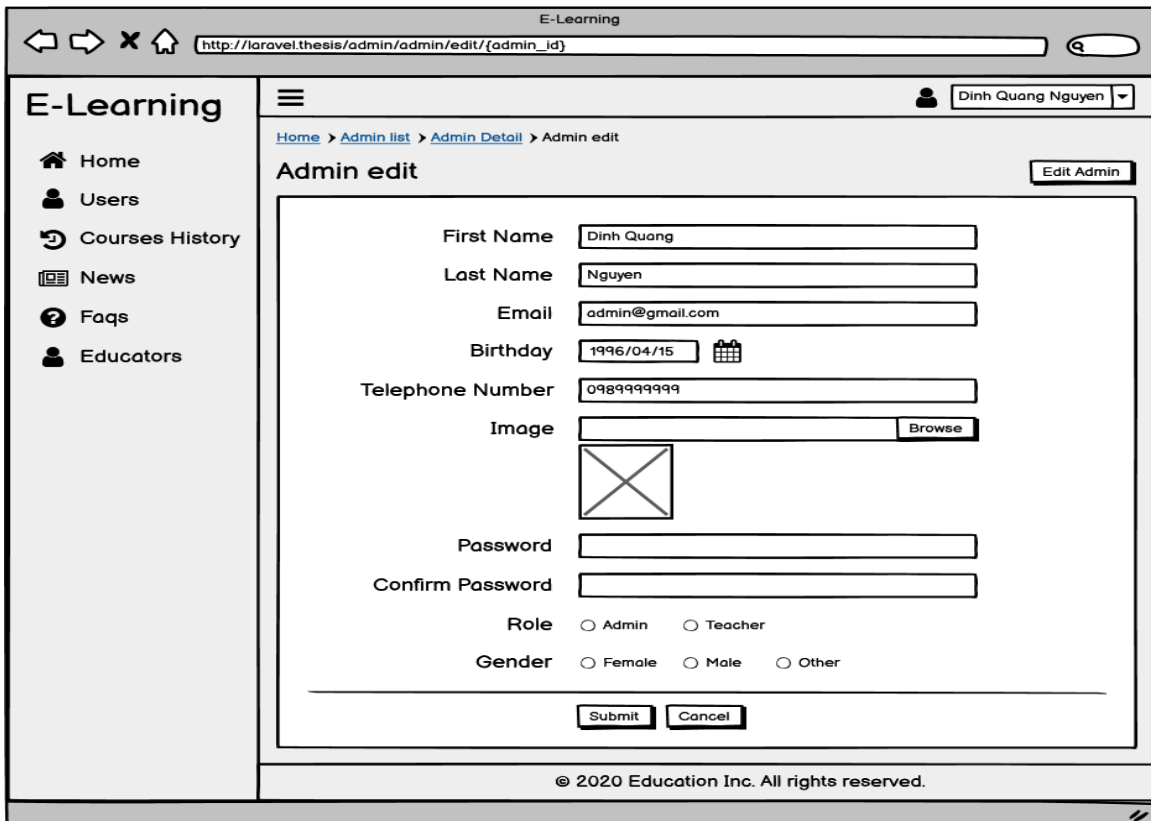 E-Learning
http://laravel.thesis/admin/admin/edit/{admin_id}
E-Learning
Home
Users
Courses History
News
Faqs
Educators
Dinh Quang Nguyen
Home > Admin list > Admin Detail > Admin edit
Admin edit
Edit Admin
First Name Dinh Quang
Last Name Nguyen
Email admin@gmail.com
Birthday 1996/04/15
Telephone Number 0989999999
Image Browse
Password
Confirm Password
Role Admin Teacher
Gender Female Male Other
Submit Cancel
© 2020 Education Inc. All rights reserved.